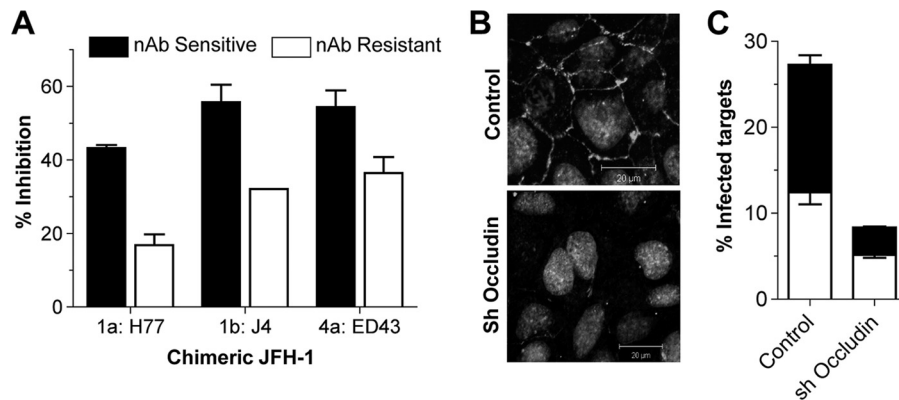 A
nAb Sensitive
nAb Resistant
% Inhibition
60
40
20
0
1a: H77
1b: J4
4a: ED43
Chimeric JFH-1
B
Control
20 µm
Sh Occludin
20 µm
C
% Infected targets
30
20
10
0
Control
sh Occludin